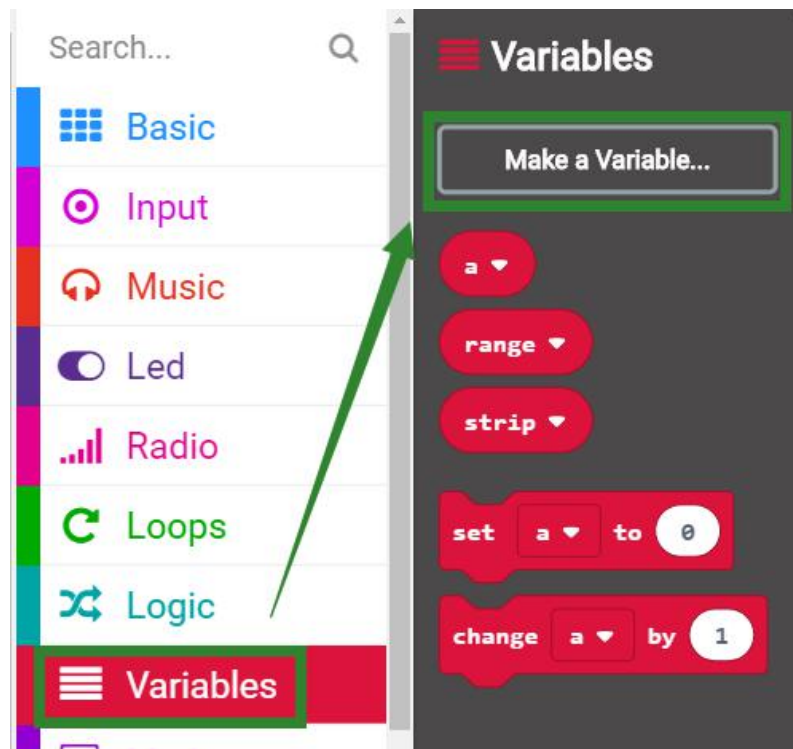 Search...
Basic
Input
Music
Led
Radio
Loops
Logic
Variables
Variables
Make a Variable...
a
range
strip
set a to 0
change a by 1